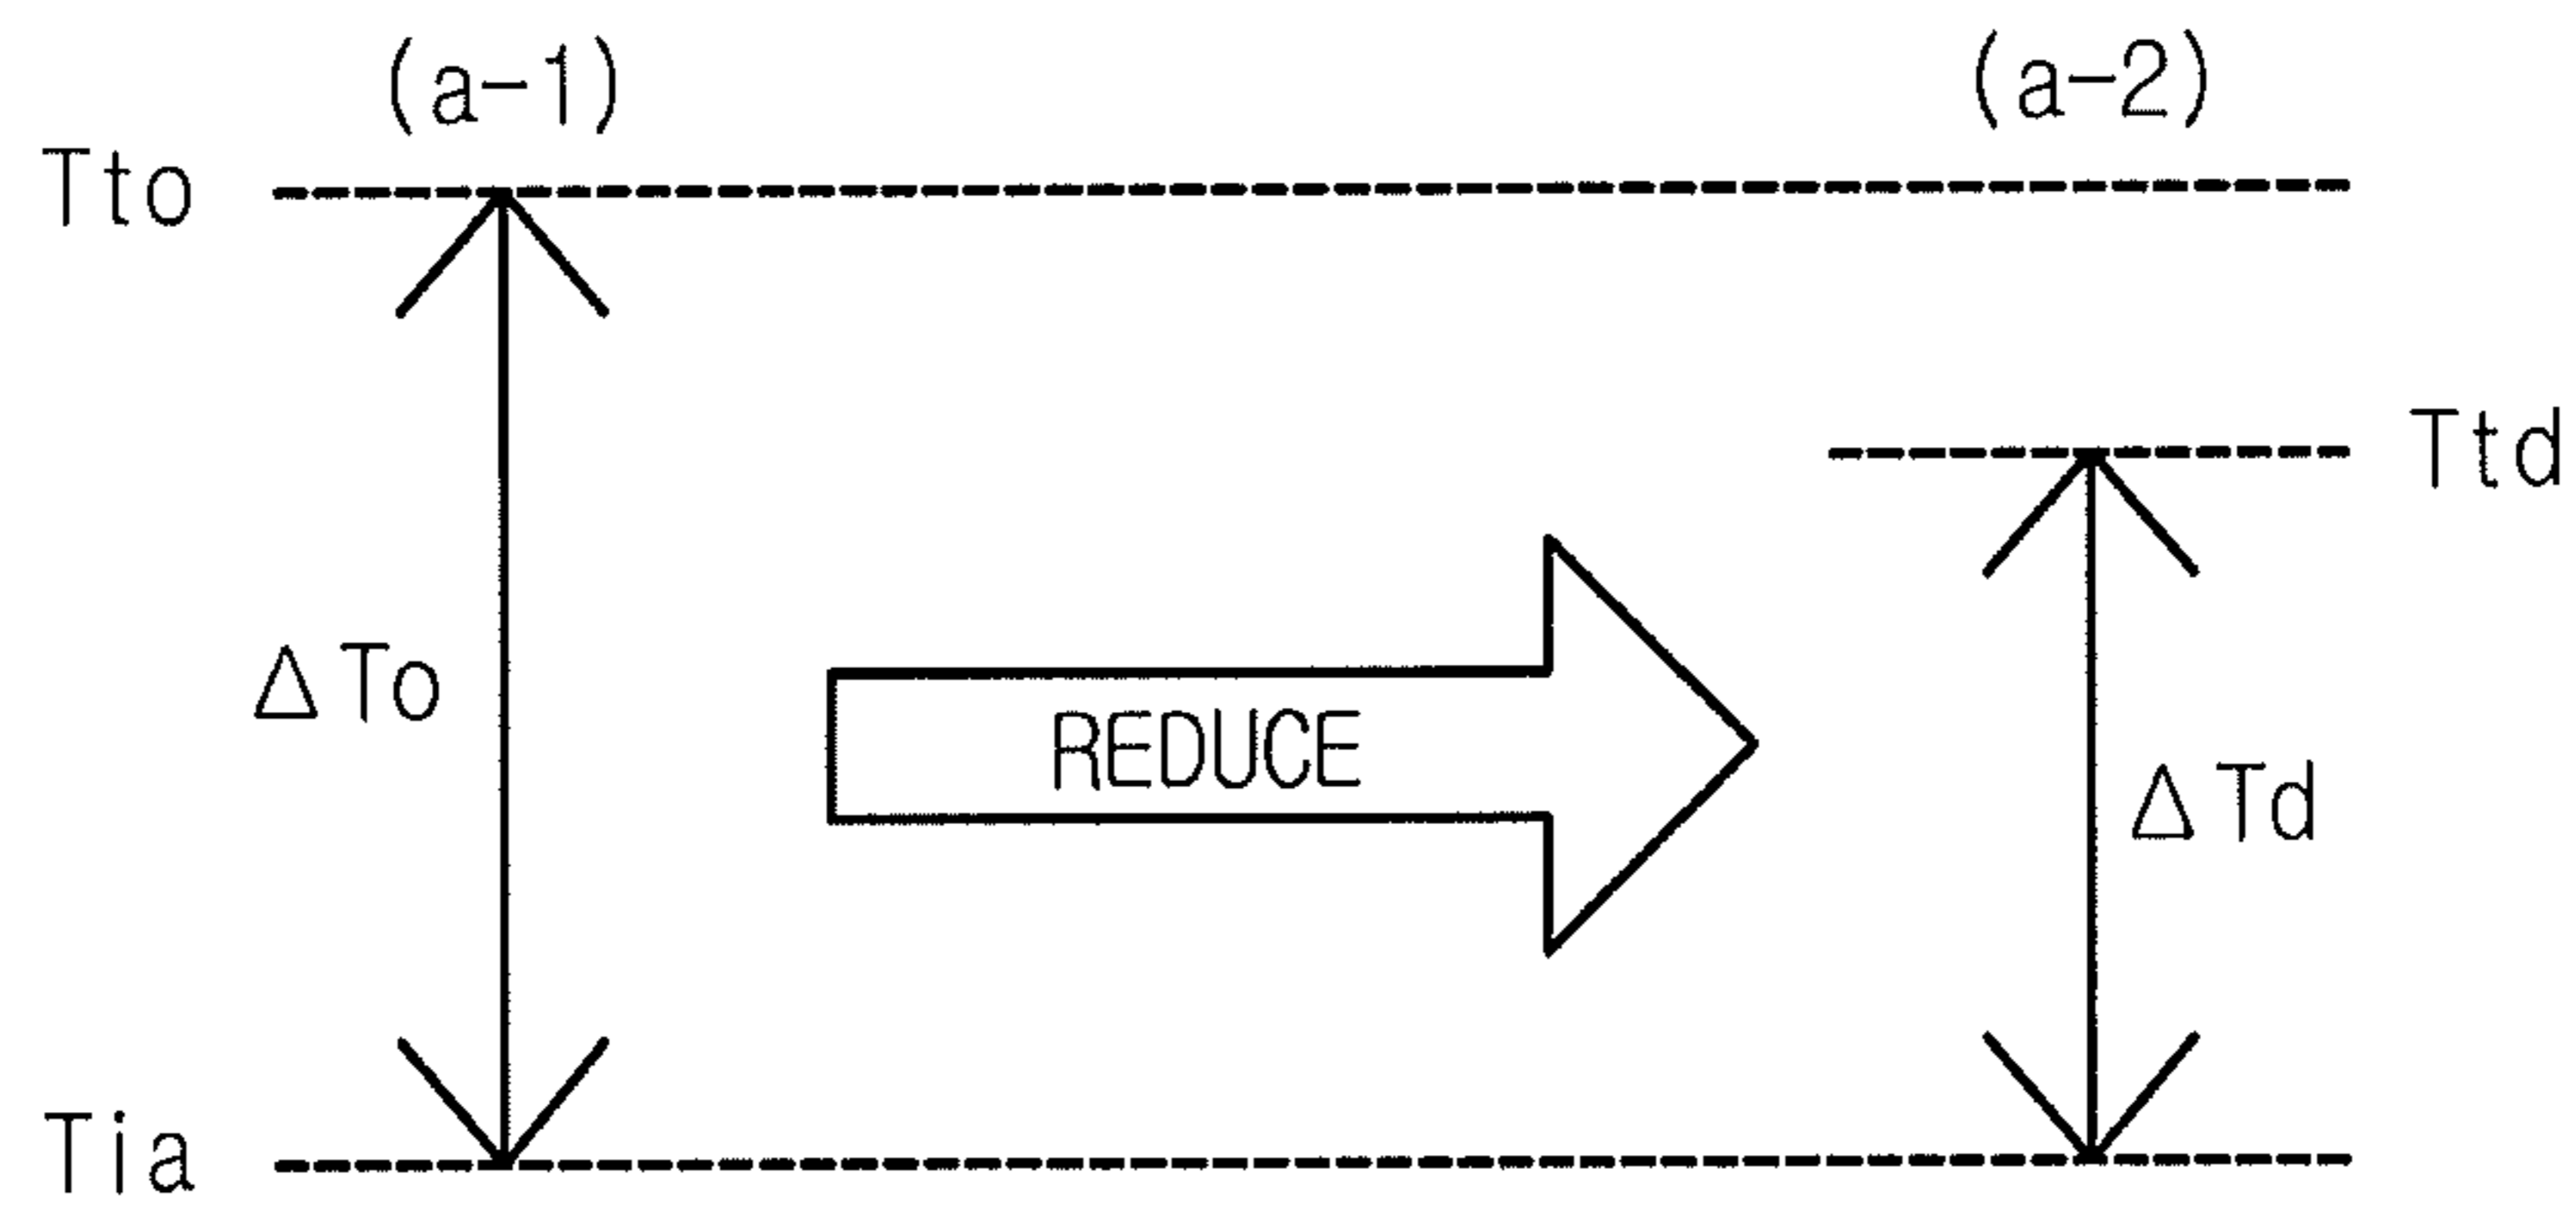 (a-1) (a-2)
Tto
Ttd
ΔTo
REDUCE
ΔTd
Tia